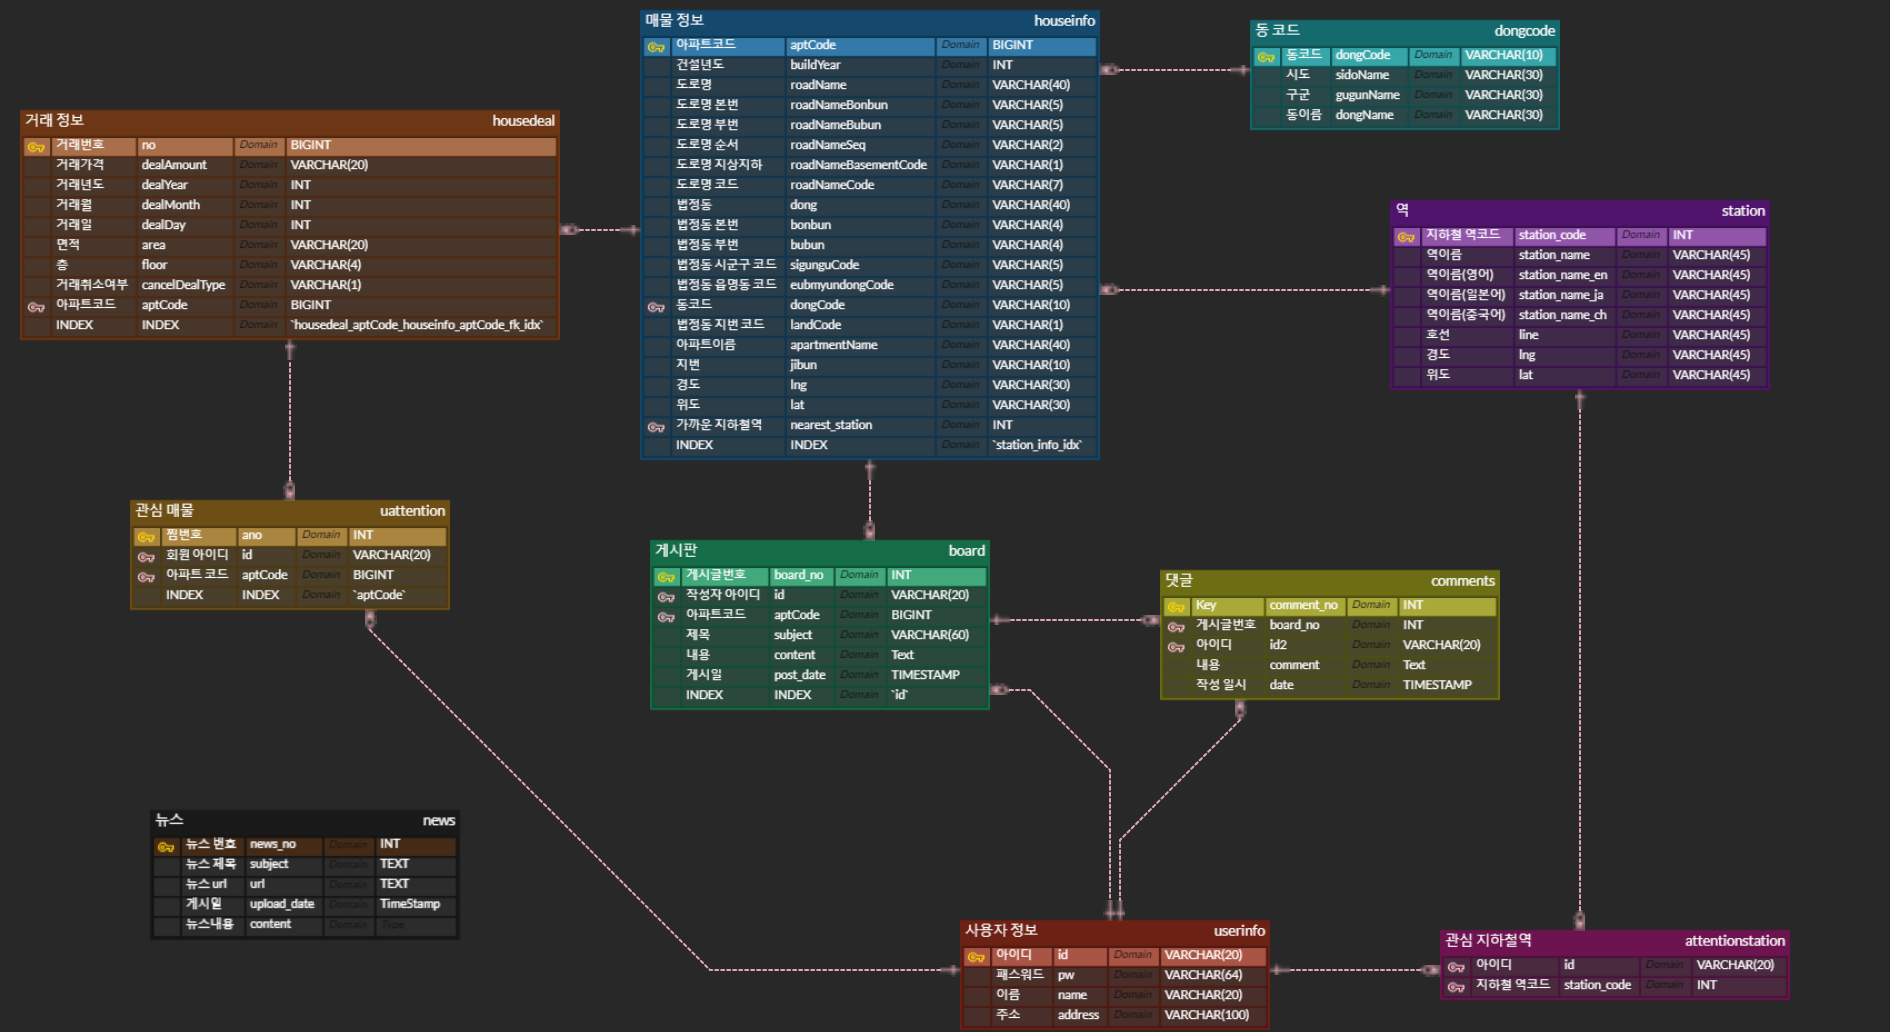 매물 정보 houseinfo
아파트코드 aptCode Domain BIGINT
건설년도 buildYear Domain INT
도로명 roadName Domain VARCHAR(40)
도로명 본번 roadNameBonbun Domain VARCHAR(5)
도로명 부번 roadNameBubun Domain VARCHAR(5)
도로명 순서 roadNameSeq Domain VARCHAR(2)
도로명 지상지하 roadNameBasementCode Domain VARCHAR(1)
도로명 코드 roadNameCode Domain VARCHAR(7)
법정동 dong Domain VARCHAR(40)
법정동 본번 bonbun Domain VARCHAR(4)
법정동 부번 bubun Domain VARCHAR(4)
법정동 시군구 코드 sigunguCode Domain VARCHAR(5)
법정동 읍명동 코드 eubmyundongCode Domain VARCHAR(5)
동코드 dongCode Domain VARCHAR(10)
법정동 지번 코드 landCode Domain VARCHAR(1)
아파트이름 apartmentName Domain VARCHAR(40)
지번 jibun Domain VARCHAR(10)
경도 lng Domain VARCHAR(30)
위도 lat Domain VARCHAR(30)
가까운 지하철역 nearest_station Domain INT
INDEX INDEX Domain `station_info_idx`
동 코드 dongcode
동코드 dongCode Domain VARCHAR(10)
시도 sidoName Domain VARCHAR(30)
구군 gugunName Domain VARCHAR(30)
동이름 dongName Domain VARCHAR(30)
거래 정보 housedeal
거래번호 no Domain BIGINT
거래가격 dealAmount Domain VARCHAR(20)
거래년도 dealYear Domain INT
거래월 dealMonth Domain INT
거래일 dealDay Domain INT
면적 area Domain VARCHAR(20)
층 floor Domain VARCHAR(4)
거래취소여부 cancelDealType Domain VARCHAR(1)
아파트코드 aptCode Domain BIGINT
INDEX INDEX Domain `housedeal_aptCode_houseinfo_aptCode_fk_idx`
역 station
지하철 역코드 station_code Domain INT
역이름 station_name Domain VARCHAR(45)
역이름(영어) station_name_en Domain VARCHAR(45)
역이름(일본어) station_name_ja Domain VARCHAR(45)
역이름(중국어) station_name_ch Domain VARCHAR(45)
호선 line Domain VARCHAR(45)
경도 lng Domain VARCHAR(45)
위도 lat Domain VARCHAR(45)
관심 매물 uattention
찜번호 ano Domain INT
회원 아이디 id Domain VARCHAR(20)
아파트 코드 aptCode Domain BIGINT
INDEX INDEX Domain `aptCode`
게시판 board
게시글번호 board_no Domain INT
작성자 아이디 id Domain VARCHAR(20)
아파트코드 aptCode Domain BIGINT
제목 subject Domain VARCHAR(60)
내용 content Domain Text
게시일 post_date Domain TIMESTAMP
INDEX INDEX Domain `id`
댓글 comments
Key comment_no Domain INT
게시글번호 board_no Domain INT
아이디 id2 Domain VARCHAR(20)
내용 comment Domain Text
작성 일시 date Domain TIMESTAMP
뉴스 news
뉴스 번호 news_no Domain INT
뉴스 제목 subject Domain TEXT
뉴스 url url Domain TEXT
게시일 upload_date Domain TimeStamp
뉴스내용 content Domain Type
사용자 정보 userinfo
아이디 id Domain VARCHAR(20)
패스워드 pw Domain VARCHAR(64)
이름 name Domain VARCHAR(20)
주소 address Domain VARCHAR(100)
관심 지하철역 attentionstation
아이디 id Domain VARCHAR(20)
지하철 역코드 station_code Domain INT